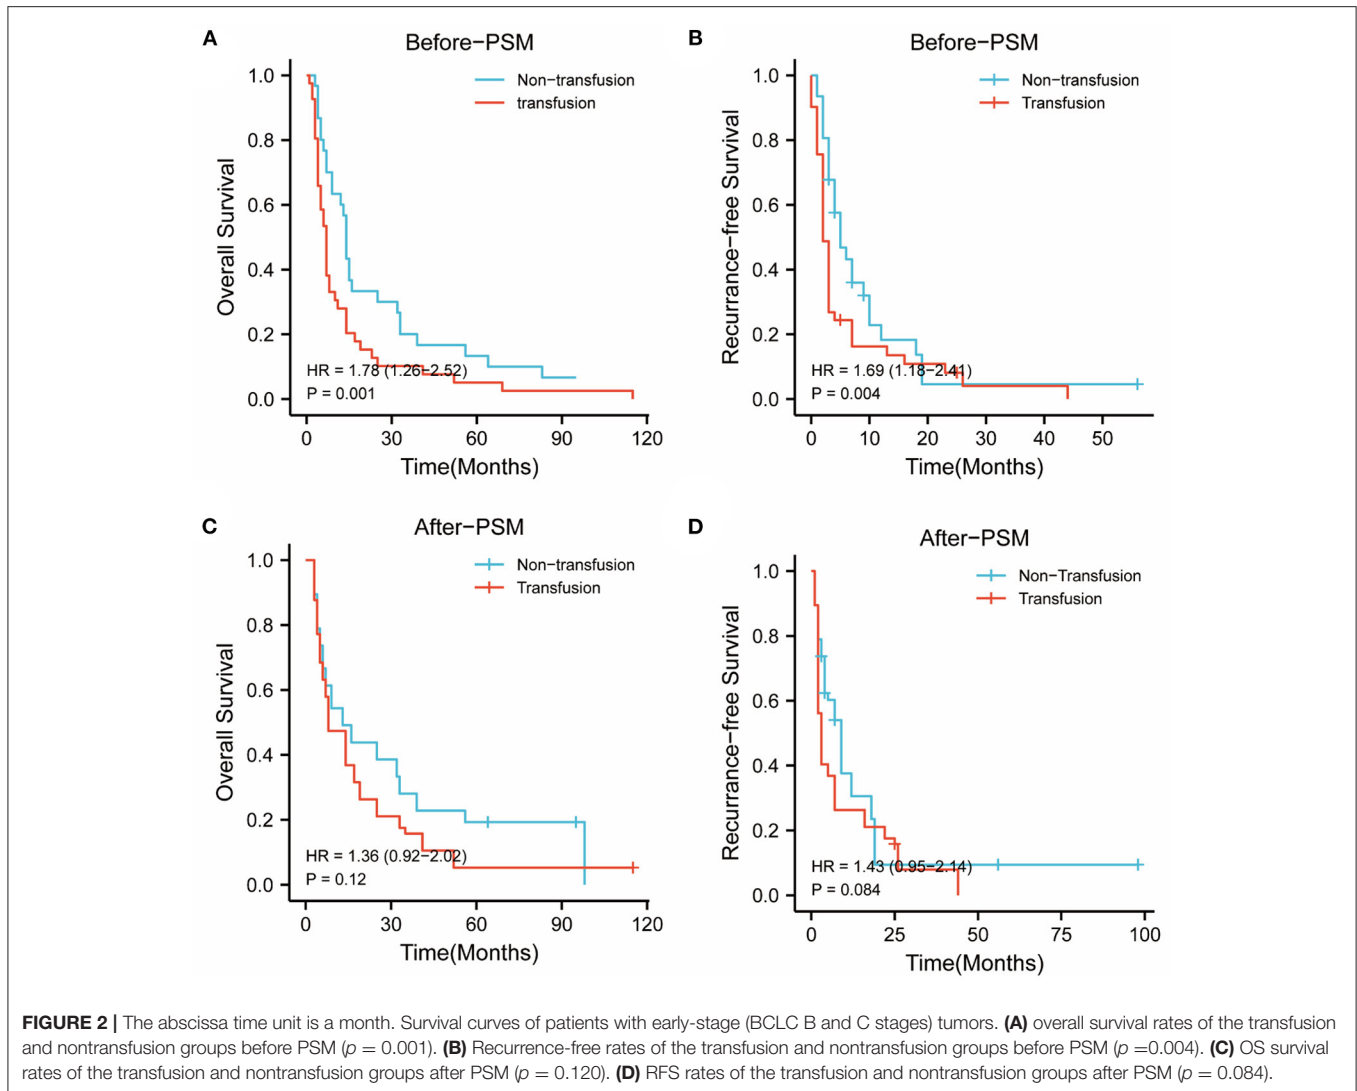 A
Before−PSM
Non-transfusion
transfusion
1.0
0.8
0.6
0.4
0.2
0.0
Overall Survival
HR = 1.78 (1.26−2.52)
P = 0.001
0 30 60 90 120
Time(Months)
B
Before−PSM
Non-transfusion
Transfusion
1.0
0.8
0.6
0.4
0.2
0.0
Recurrance−free Survival
HR = 1.69 (1.18−2.41)
P = 0.004
0 10 20 30 40 50
Time(Months)
C
After−PSM
Non-transfusion
Transfusion
1.0
0.8
0.6
0.4
0.2
0.0
Overall Survival
HR = 1.36 (0.92−2.02)
P = 0.12
0 30 60 90 120
Time(Months)
D
After−PSM
Non-Transfusion
Transfusion
1.0
0.8
0.6
0.4
0.2
0.0
Recurrance−free Survival
HR = 1.43 (0.95−2.14)
P = 0.084
0 25 50 75 100
Time(Months)
FIGURE 2 | The abscissa time unit is a month. Survival curves of patients with early-stage (BCLC B and C stages) tumors. (A) overall survival rates of the transfusion
and nontransfusion groups before PSM (p = 0.001). (B) Recurrence-free rates of the transfusion and nontransfusion groups before PSM (p =0.004). (C) OS survival
rates of the transfusion and nontransfusion groups after PSM (p = 0.120). (D) RFS rates of the transfusion and nontransfusion groups after PSM (p = 0.084).